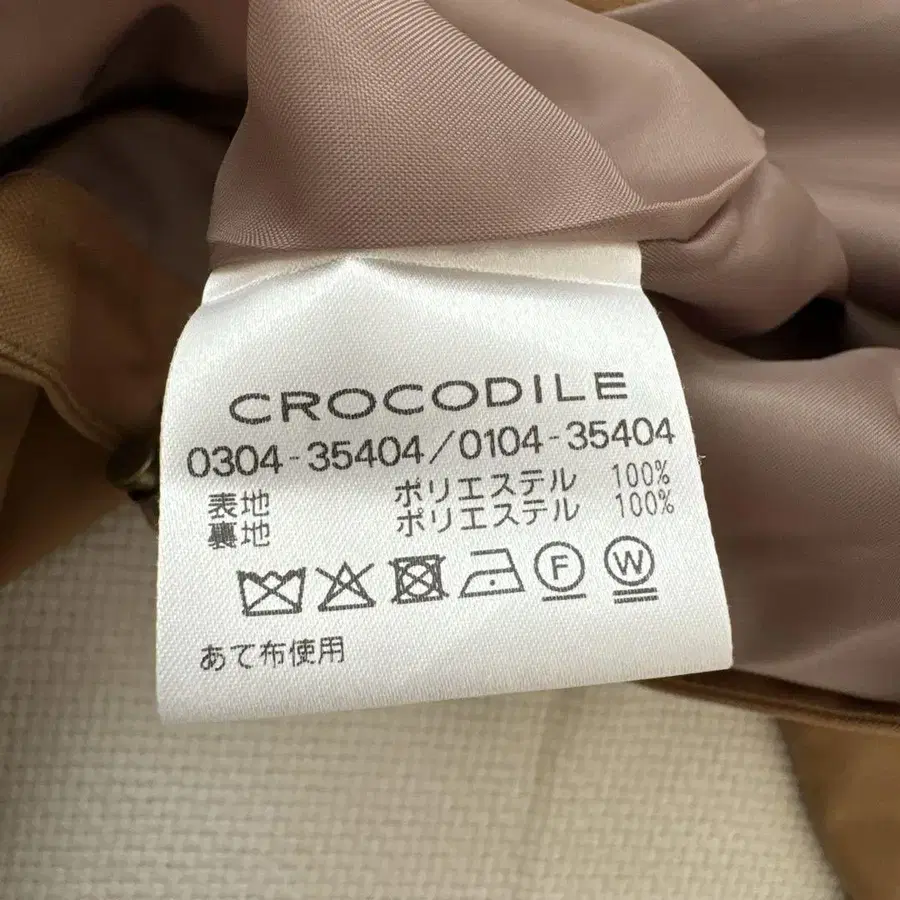 CROCODILE
0304-35404/0104-35404
表地 ポリエステル 100%
裏地 ポリエステル 100%
F W
あて布使用